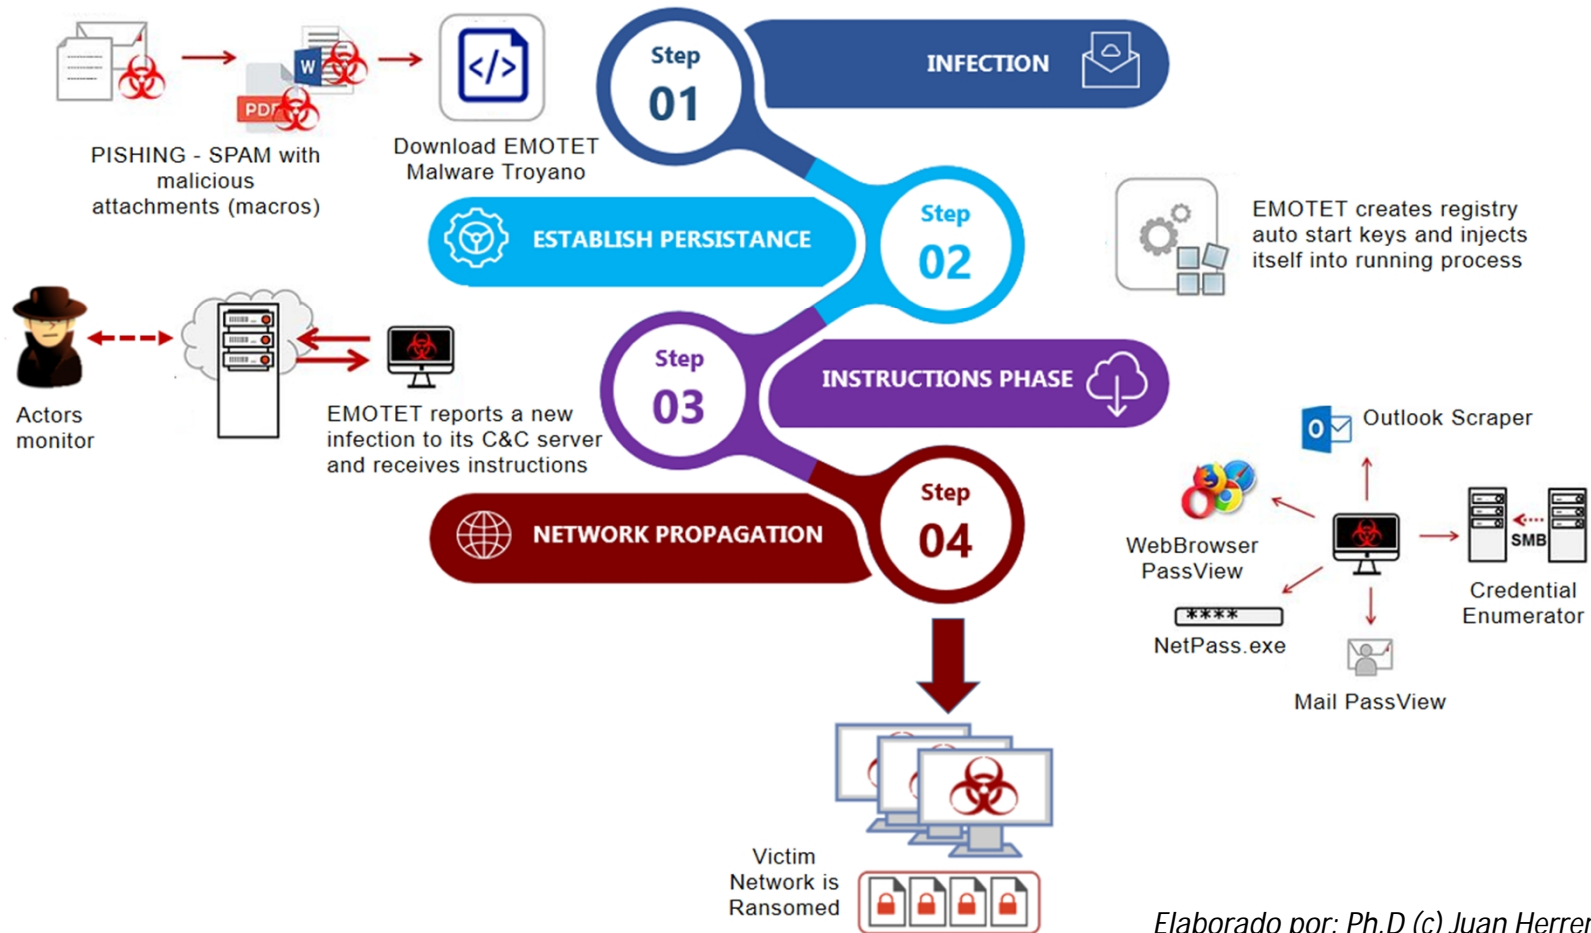 Step
01
INFECTION
PISHING - SPAM with
malicious
attachments (macros)
W
PDF
</>
Download EMOTET
Malware Troyano
Step
02
ESTABLISH PERSISTANCE
EMOTET creates registry
auto start keys and injects
itself into running process
Step
03
INSTRUCTIONS PHASE
Actors
monitor
EMOTET reports a new
infection to its C&C server
and receives instructions
Step
04
NETWORK PROPAGATION
O
Outlook Scraper
WebBrowser
PassView
SMB
Credential
Enumerator
****
NetPass.exe
Mail PassView
Victim
Network is
Ransomed
Elaborado por: Ph.D (c) Juan Herrer